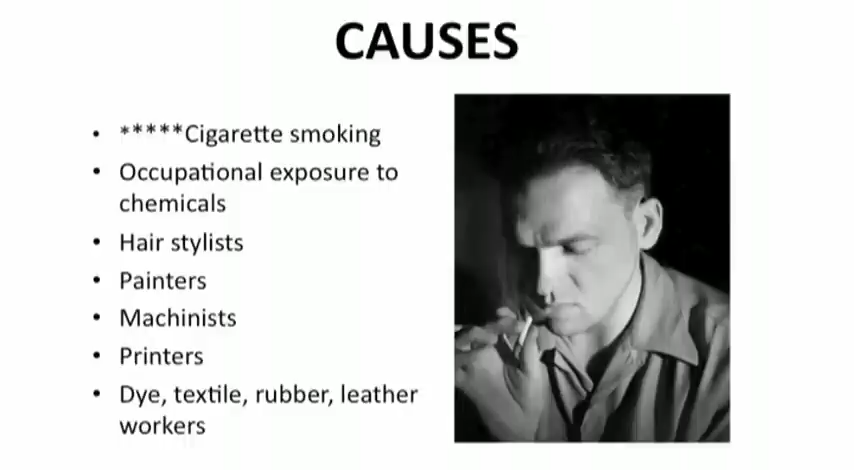 CAUSES
• *****Cigarette smoking
• Occupational exposure to
chemicals
• Hair stylists
• Painters
• Machinists
• Printers
• Dye, textile, rubber, leather
workers